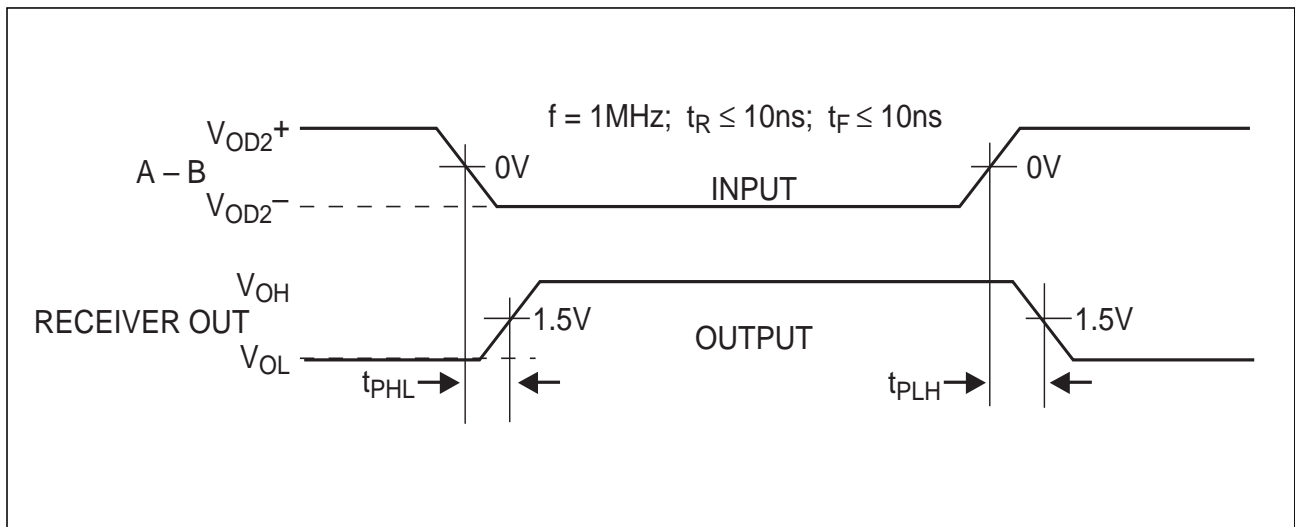 f = 1MHz; tR ≤ 10ns; tF ≤ 10ns
VOD2+
A – B
0V
0V
INPUT
VOD2–
VOH
RECEIVER OUT
1.5V
1.5V
OUTPUT
VOL
tPHL
tPLH